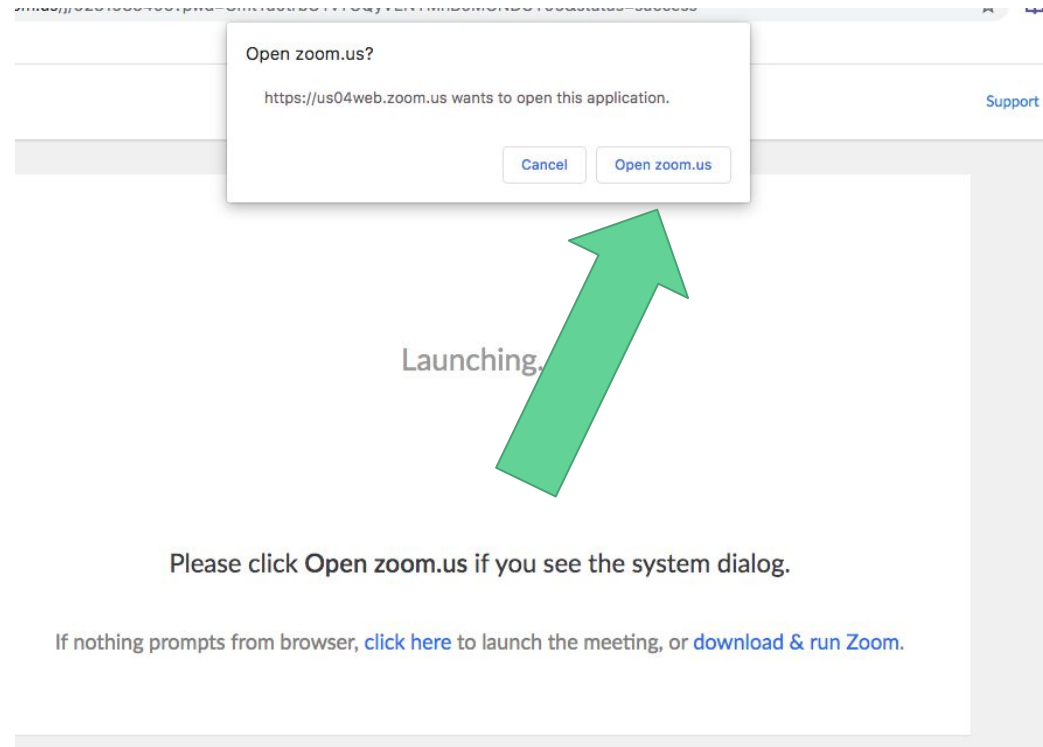 Open zoom.us?
https://us04web.zoom.us wants to open this application.
Support
Cancel Open zoom.us
Launching.
Please click Open zoom.us if you see the system dialog.
If nothing prompts from browser, click here to launch the meeting, or download & run Zoom.